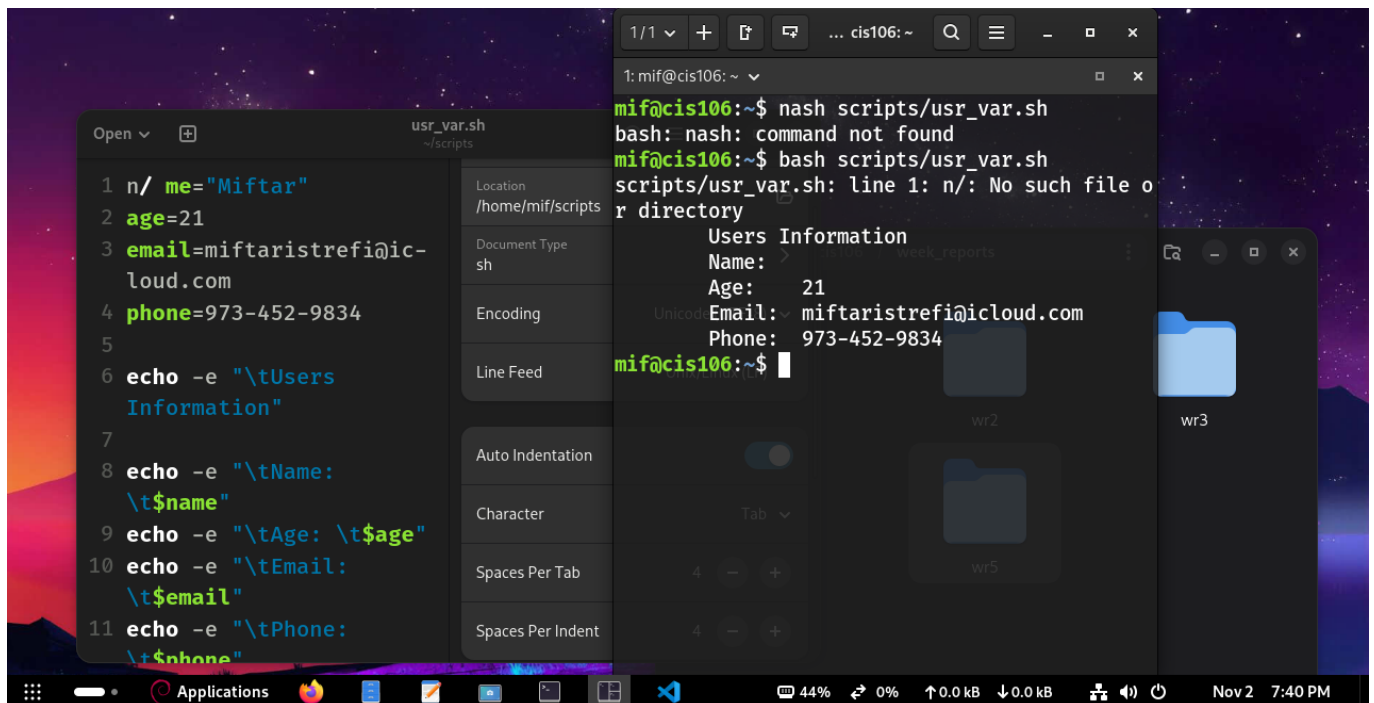 1/1
... cis106: ~
1: mif@cis106: ~
mif@cis106:~$ nash scripts/usr_var.sh
bash: nash: command not found
mif@cis106:~$ bash scripts/usr_var.sh
scripts/usr_var.sh: line 1: n/: No such file o
r directory
Users Information
Name:
Age: 21
Email: miftaristrefi@icloud.com
Phone: 973-452-9834
mif@cis106:~$
Open
usr_var.sh
~/scripts
1 n/ me="Miftar"
2 age=21
3 email=miftaristrefi@ic-
loud.com
4 phone=973-452-9834
5
6 echo -e "\tUsers
Information"
7
8 echo -e "\tName:
\t$name"
9 echo -e "\tAge: \t$age"
10 echo -e "\tEmail:
\t$email"
11 echo -e "\tPhone:
\t$phone"
Location
/home/mif/scripts
Document Type
sh
Encoding
Line Feed
Auto Indentation
Character Tab
Spaces Per Tab 4
Spaces Per Indent 4
week_reports
wr2
wr3
wr5
Applications
44%
0%
0.0 kB
0.0 kB
Nov 2 7:40 PM